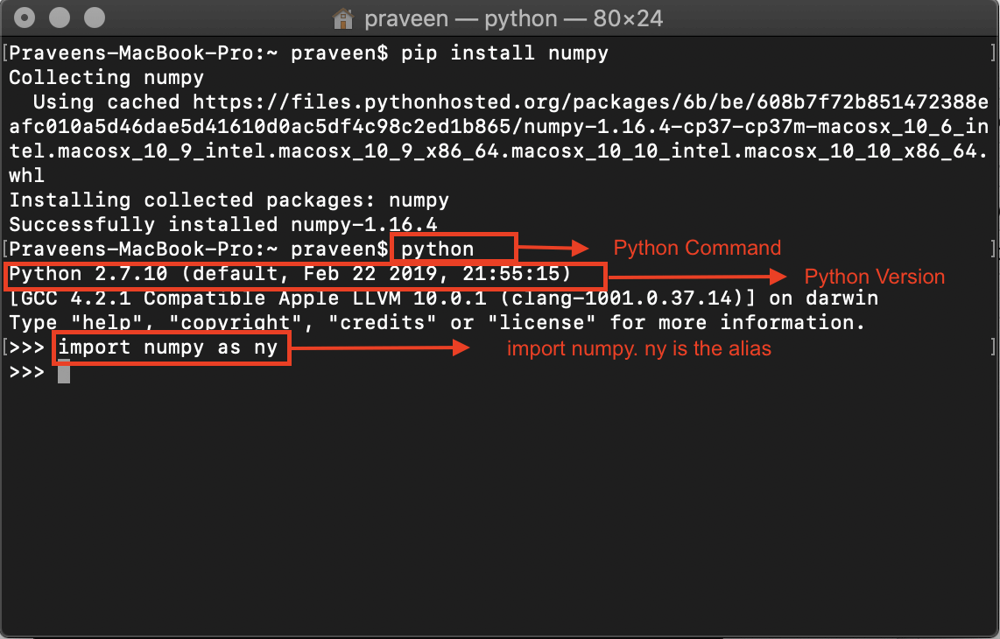 praveen — python — 80×24
[Praveens-MacBook-Pro:~ praveen$ pip install numpy ]
Collecting numpy
  Using cached https://files.pythonhosted.org/packages/6b/be/608b7f72b851472388e
afc010a5d46dae5d41610d0ac5df4c98c2ed1b865/numpy-1.16.4-cp37-cp37m-macosx_10_6_in
tel.macosx_10_9_intel.macosx_10_9_x86_64.macosx_10_10_intel.macosx_10_10_x86_64.
whl
Installing collected packages: numpy
Successfully installed numpy-1.16.4
[Praveens-MacBook-Pro:~ praveen$ python Python Command ]
Python 2.7.10 (default, Feb 22 2019, 21:55:15) Python Version
[GCC 4.2.1 Compatible Apple LLVM 10.0.1 (clang-1001.0.37.14)] on darwin
Type "help", "copyright", "credits" or "license" for more information.
[>>> import numpy as ny import numpy. ny is the alias ]
>>>